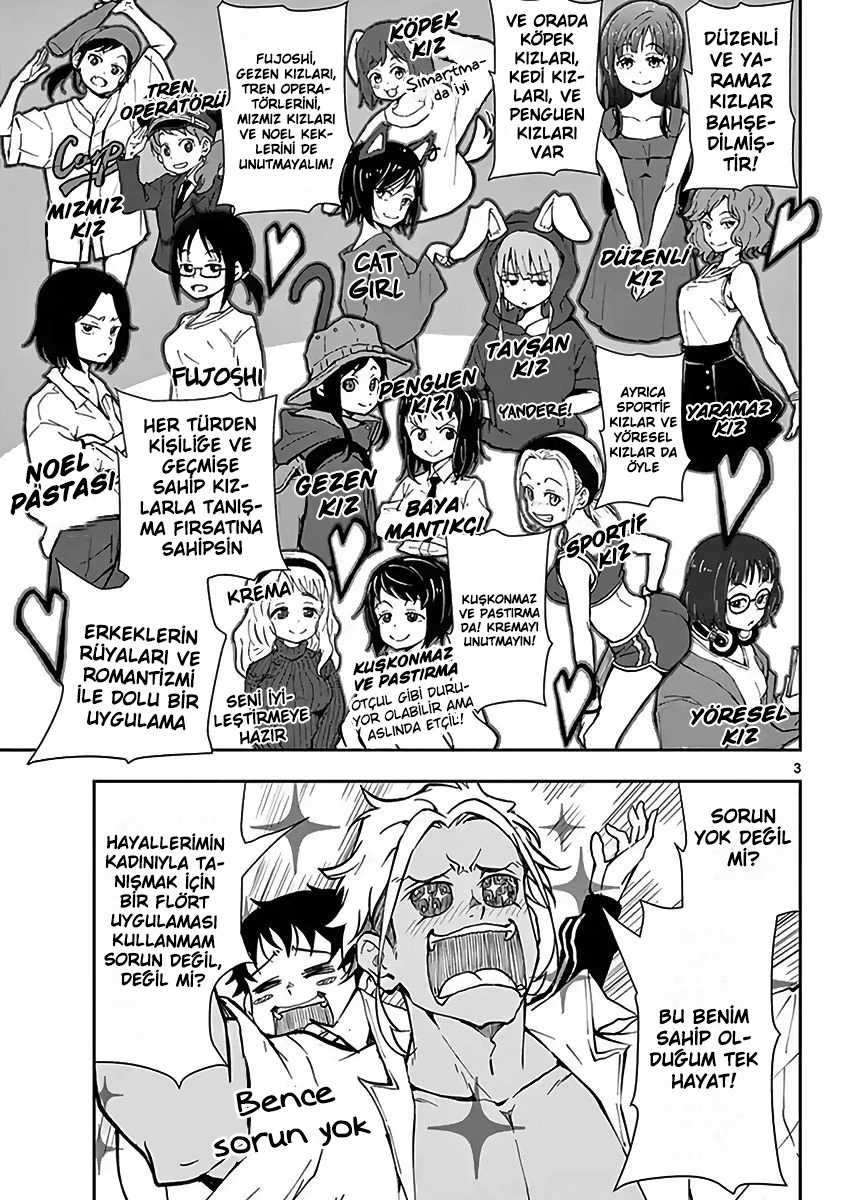 DÜZENLİ
VE YA-
RAMAZ
KIZLAR
BAHSE-
DİLMİŞ-
TİR!
VE ORADA
KÖPEK
KIZLARI,
KEDİ KIZ-
LARI, VE
PENGUEN
KIZLARI
VAR
KÖPEK
KIZ
Şımartma-
da iyi
FUJOSHİ,
GEZEN KIZLARI,
TREN OPERA-
TÖRLERİNİ,
MIZMIZ KIZLARI
VE NOEL KEK-
LERİNİ DE
UNUTMAYALIM!
TREN
OPERATÖRÜ
Carp
MIZMIZ
KIZ
DÜZENLİ
KIZ
CAT
GIRL
TAVŞAN
KIZ
YANDERE!
YARAMAZ
KIZ
AYRICA
SPORTİF
KIZLAR VE
YÖRESEL
KIZLAR DA
ÖYLE
PENGUEN
KIZI
FUJOSHI
GEZEN
KIZ
BAYA
MANTIKÇI
NOEL
PASTASI
HER TÜRDEN
KİŞİLİĞE VE
GEÇMİŞE
SAHİP KIZ-
LARLA TANIŞ-
MA FIRSATINA
SAHİPSİN
SPORTİF
KIZ
YÖRESEL
KIZ
KUŞKONMAZ
VE PASTIRMA
DA! KREMAYI
UNUTMAYIN!
KUŞKONMAZ
VE PASTIRMA
OTÇUL GİBİ DURU-
YOR OLABİLİR AMA
ASLINDA ETÇİL!
KREMA
SENİ İYİ-
LEŞTİRMEYE
HAZIR
ERKEKLERİN
RÜYALARI VE
ROMANTİZMİ
İLE DOLU BİR
UYGULAMA
3
SORUN
YOK DEĞİL
Mİ?
HAYALLERİMİN
KADINIYLA TA-
NIŞMAK İÇİN
BİR FLÖRT
UYGULAMASI
KULLANMAM
SORUN DEĞİL,
DEĞİL Mİ?
BU BENİM
SAHİP OL-
DUĞUM TEK
HAYAT!
Bence
sorun yok